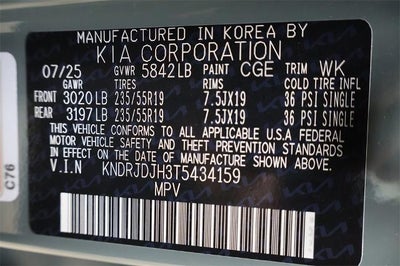 MANUFACTURED IN KOREA BY
KIA CORPORATION
07/25 GVWR 5842LB PAINT CGE TRIM WK
GAWR TIRES RIMS COLD TIRE INFL
FRONT 3020LB 235/55R19 7.5JX19 36 PSI SINGLE
REAR 3197LB 235/55R19 7.5JX19 36 PSI SINGLE
THIS VEHICLE CONFORMS TO ALL APPLICABLE U.S.A FEDERAL
MOTOR VEHICLE SAFETY AND THEFT PREVENTION STANDARDS
IN EFFECT ON THE DATE OF MANUFACTURE SHOWN ABOVE.
V.I.N KNDRJDJH3T5434159
MPV
C76